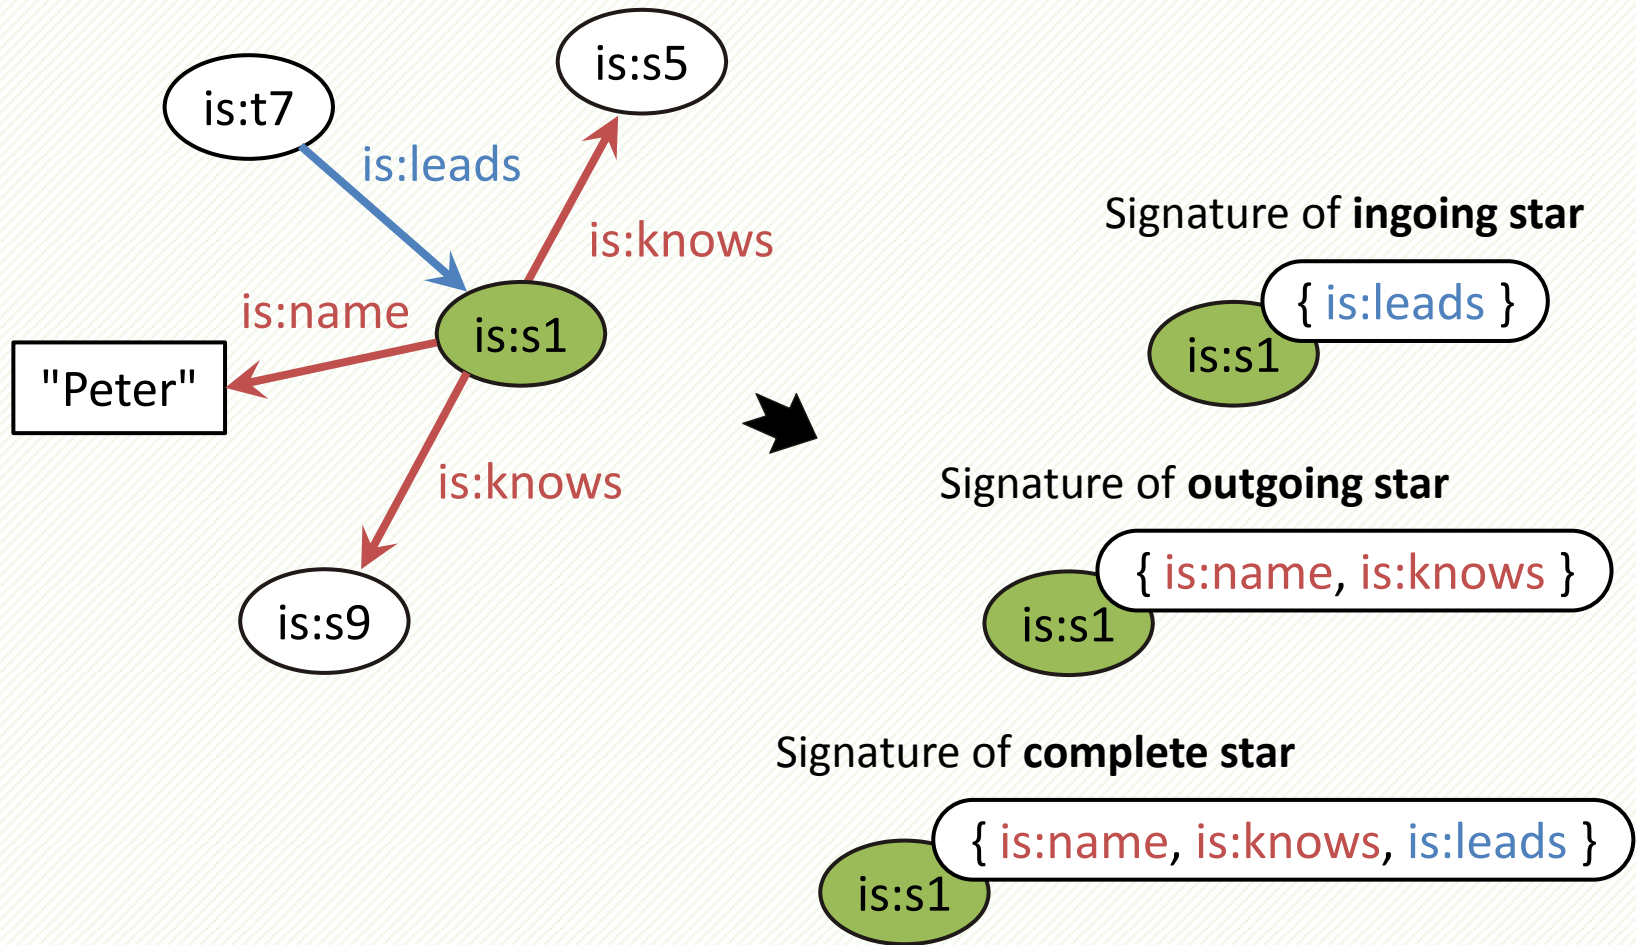 is:s5
is:t7
is:leads
is:knows
is:name
is:s1
"Peter"
is:knows
is:s9
Signature of ingoing star
{ is:leads }
is:s1
Signature of outgoing star
{ is:name, is:knows }
is:s1
Signature of complete star
{ is:name, is:knows, is:leads }
is:s1